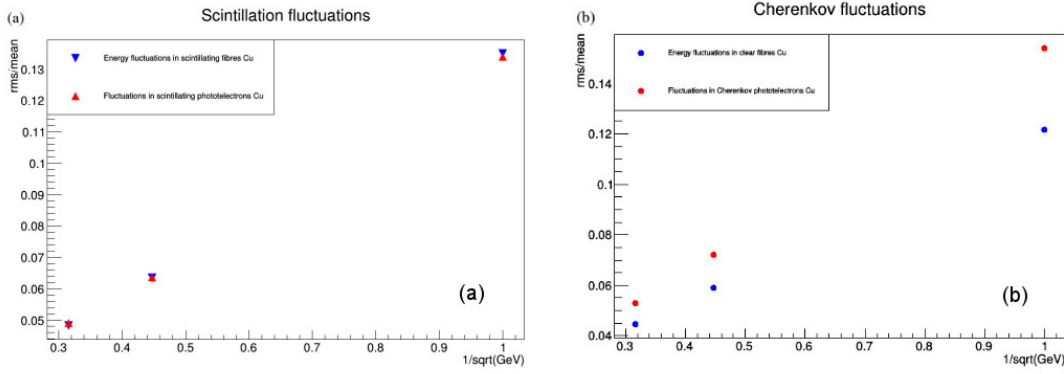 (a)
Scintillation fluctuations
rms/mean
Energy fluctuations in scintillating fibres Cu
Fluctuations in scintillating phototelectrons Cu
0.13
0.12
0.11
0.1
0.09
0.08
0.07
0.06
0.05
(a)
0.3 0.4 0.5 0.6 0.7 0.8 0.9 1
1/sqrt(GeV)
(b)
Cherenkov fluctuations
rms/mean
Energy fluctuations in clear fibres Cu
Fluctuations in Cherenkov phototelectrons Cu
0.14
0.12
0.1
0.08
0.06
0.04
(b)
0.3 0.4 0.5 0.6 0.7 0.8 0.9 1
1/sqrt(GeV)